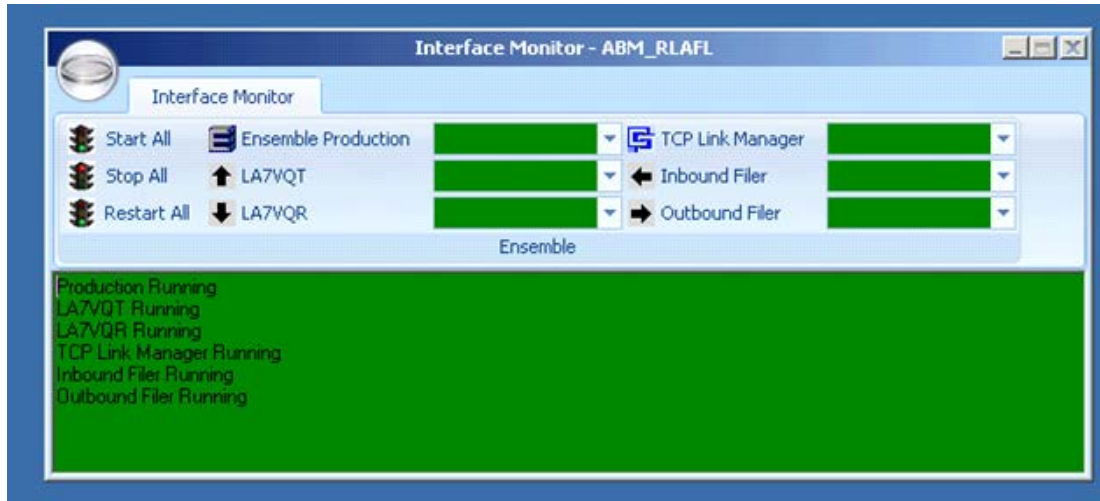 Interface Monitor - ABM_RLAFL
Interface Monitor
Start All Ensemble Production TCP Link Manager
Stop All LA7VQT Inbound Filer
Restart All LA7VQR Outbound Filer
Ensemble
Production Running
LA7VQT Running
LA7VQR Running
TCP Link Manager Running
Inbound Filer Running
Outbound Filer Running